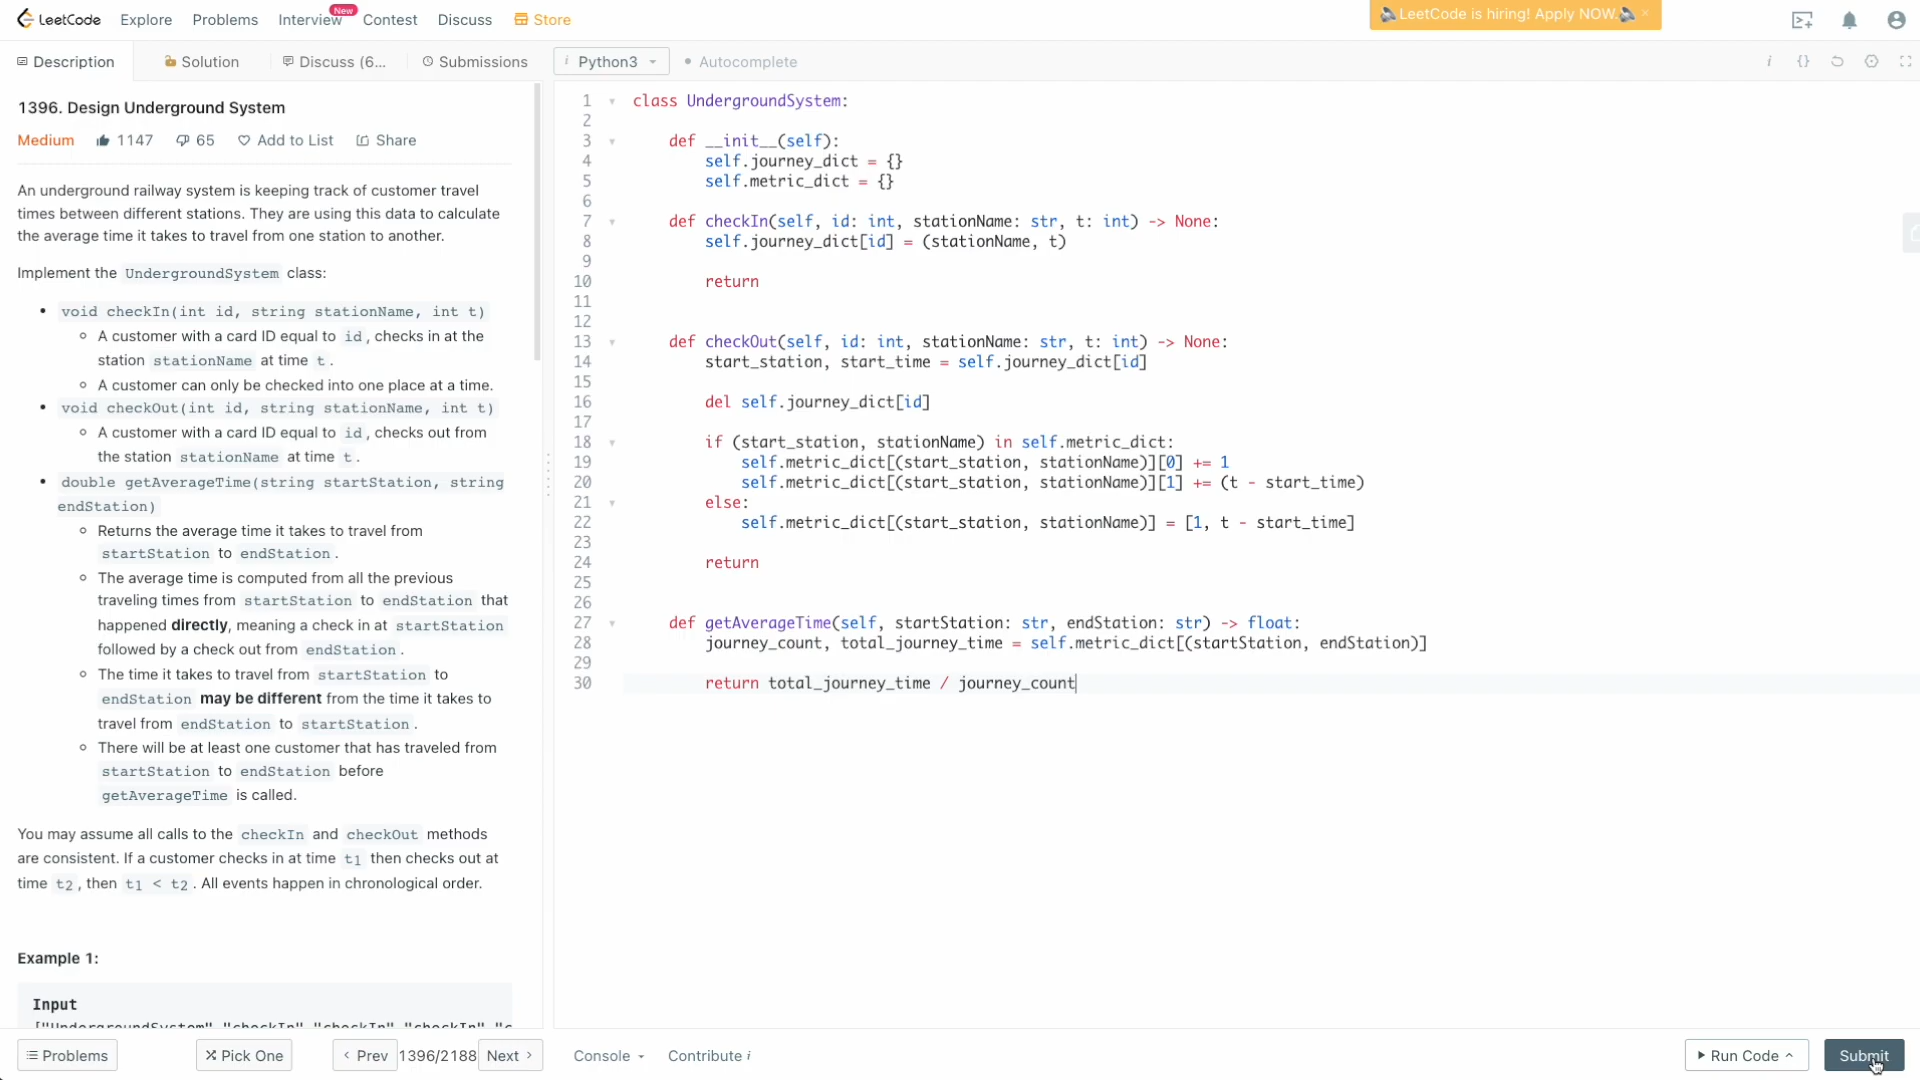 LeetCode Explore Problems Interview New Contest Discuss Store
LeetCode is hiring! Apply NOW. ×
Description Solution Discuss (6... Submissions
Python3 Autocomplete i {}
1396. Design Underground System
Medium 1147 65 Add to List Share
An underground railway system is keeping track of customer travel
times between different stations. They are using this data to calculate
the average time it takes to travel from one station to another.
Implement the UndergroundSystem class:
• void checkIn(int id, string stationName, int t)
A customer with a card ID equal to id, checks in at the
station stationName at time t.
A customer can only be checked into one place at a time.
• void checkOut(int id, string stationName, int t)
A customer with a card ID equal to id, checks out from
the station stationName at time t.
• double getAverageTime(string startStation, string
endStation)
Returns the average time it takes to travel from
startStation to endStation.
The average time is computed from all the previous
traveling times from startStation to endStation that
happened directly, meaning a check in at startStation
followed by a check out from endStation.
The time it takes to travel from startStation to
endStation may be different from the time it takes to
travel from endStation to startStation.
There will be at least one customer that has traveled from
startStation to endStation before
getAverageTime is called.
You may assume all calls to the checkIn and checkOut methods
are consistent. If a customer checks in at time t1 then checks out at
time t2, then t1 < t2. All events happen in chronological order.
Example 1:
Input
["UndergroundSystem","checkIn","checkIn","checkIn","c
1 class UndergroundSystem:
2
3 def __init__(self):
4 self.journey_dict = {}
5 self.metric_dict = {}
6
7 def checkIn(self, id: int, stationName: str, t: int) -> None:
8 self.journey_dict[id] = (stationName, t)
9
10 return
11
12
13 def checkOut(self, id: int, stationName: str, t: int) -> None:
14 start_station, start_time = self.journey_dict[id]
15
16 del self.journey_dict[id]
17
18 if (start_station, stationName) in self.metric_dict:
19 self.metric_dict[(start_station, stationName)][0] += 1
20 self.metric_dict[(start_station, stationName)][1] += (t - start_time)
21 else:
22 self.metric_dict[(start_station, stationName)] = [1, t - start_time]
23
24 return
25
26
27 def getAverageTime(self, startStation: str, endStation: str) -> float:
28 journey_count, total_journey_time = self.metric_dict[(startStation, endStation)]
29
30 return total_journey_time / journey_count
Problems Pick One Prev 1396/2188 Next Console Contribute i Run Code Submit